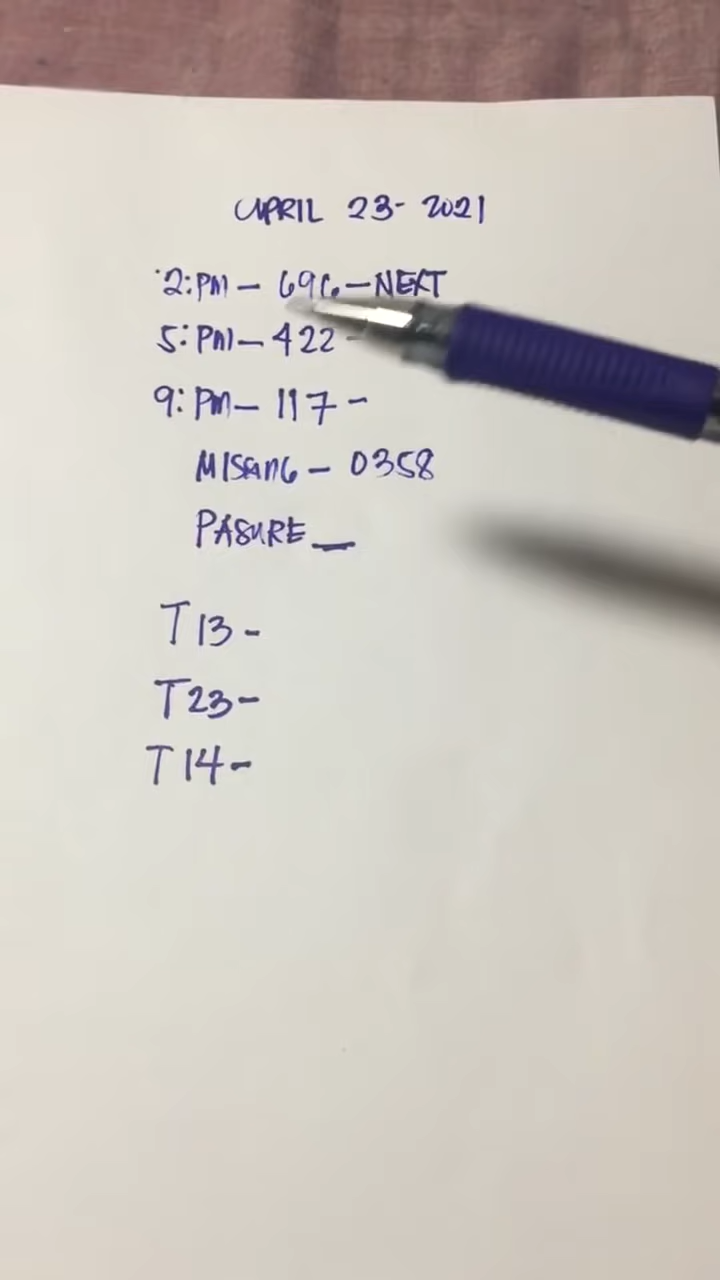 APRIL 23- 2021
2:PM - 696 - NEXT
5:PM - 422 -
9:PM - 117 -
MISANG - 0358
PASURE _
T13 -
T23 -
T14 -